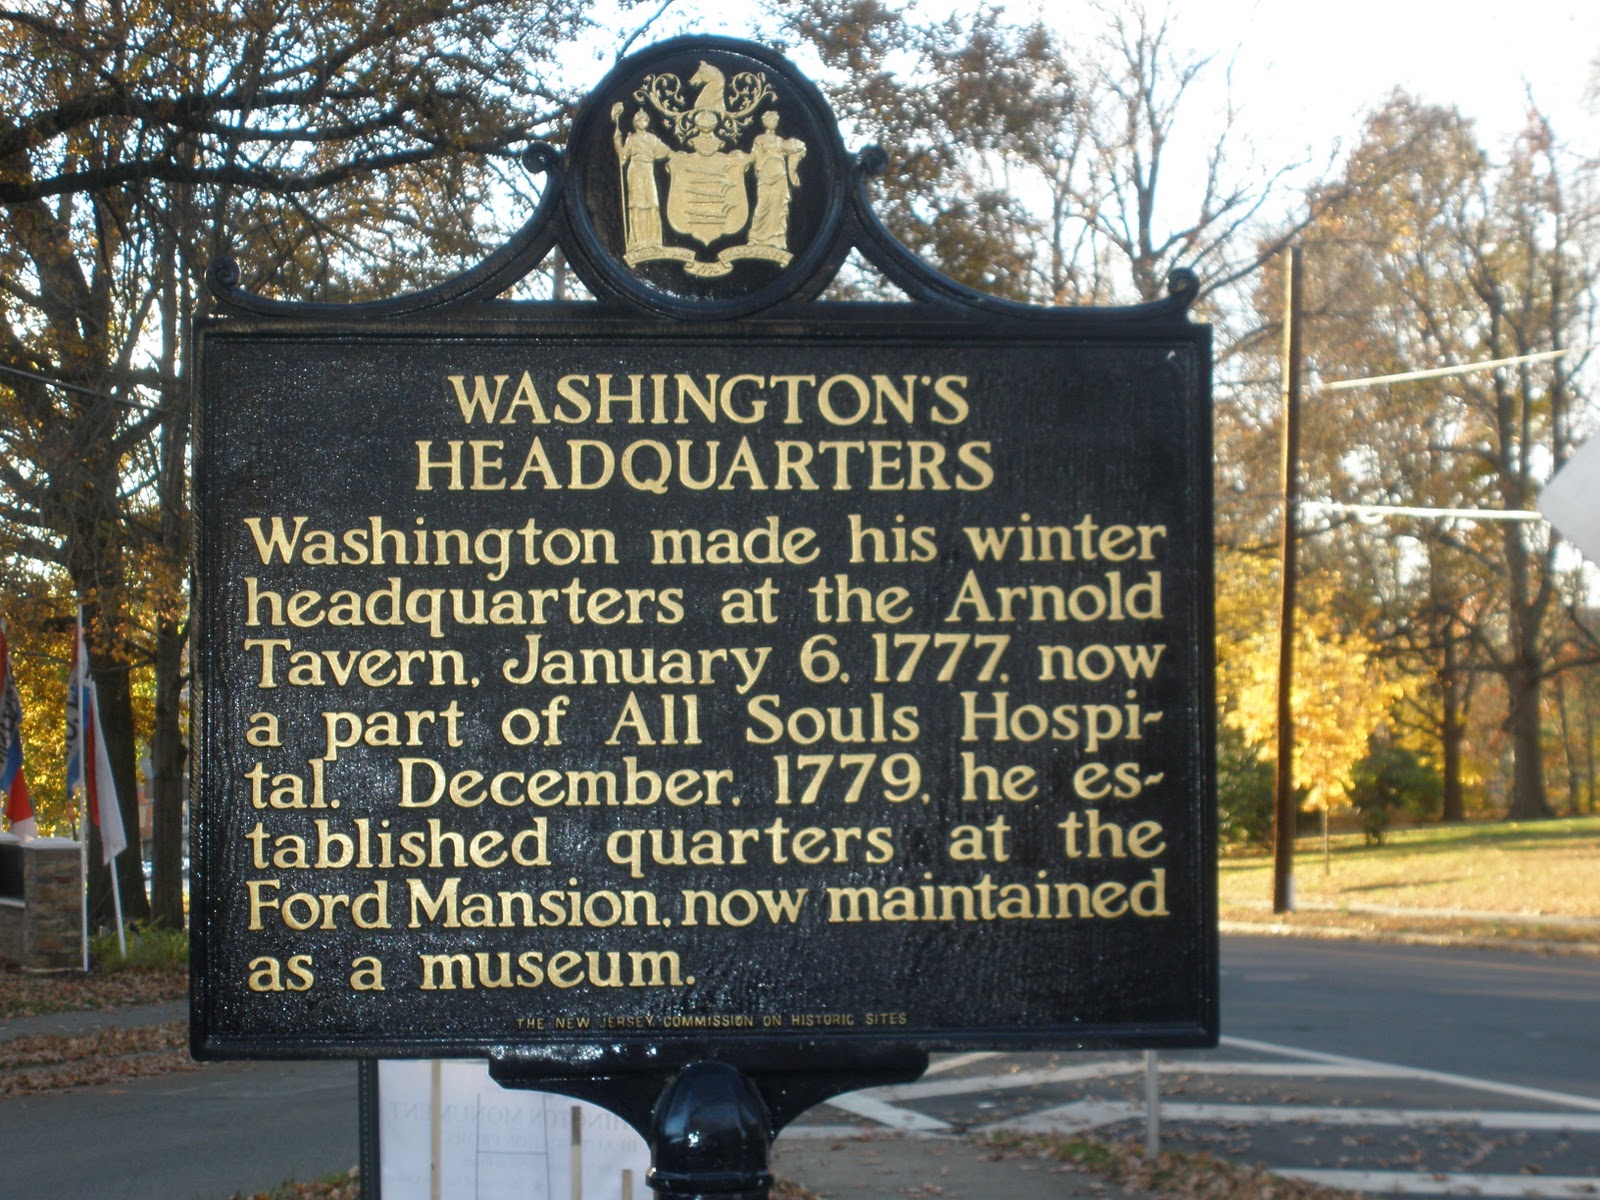 WASHINGTON'S
HEADQUARTERS
Washington made his winter
headquarters at the Arnold
Tavern, January 6, 1777, now
a part of All Souls Hospi-
tal. December, 1779, he es-
tablished quarters at the
Ford Mansion, now maintained
as a museum.
THE NEW JERSEY COMMISSION ON HISTORIC SITES